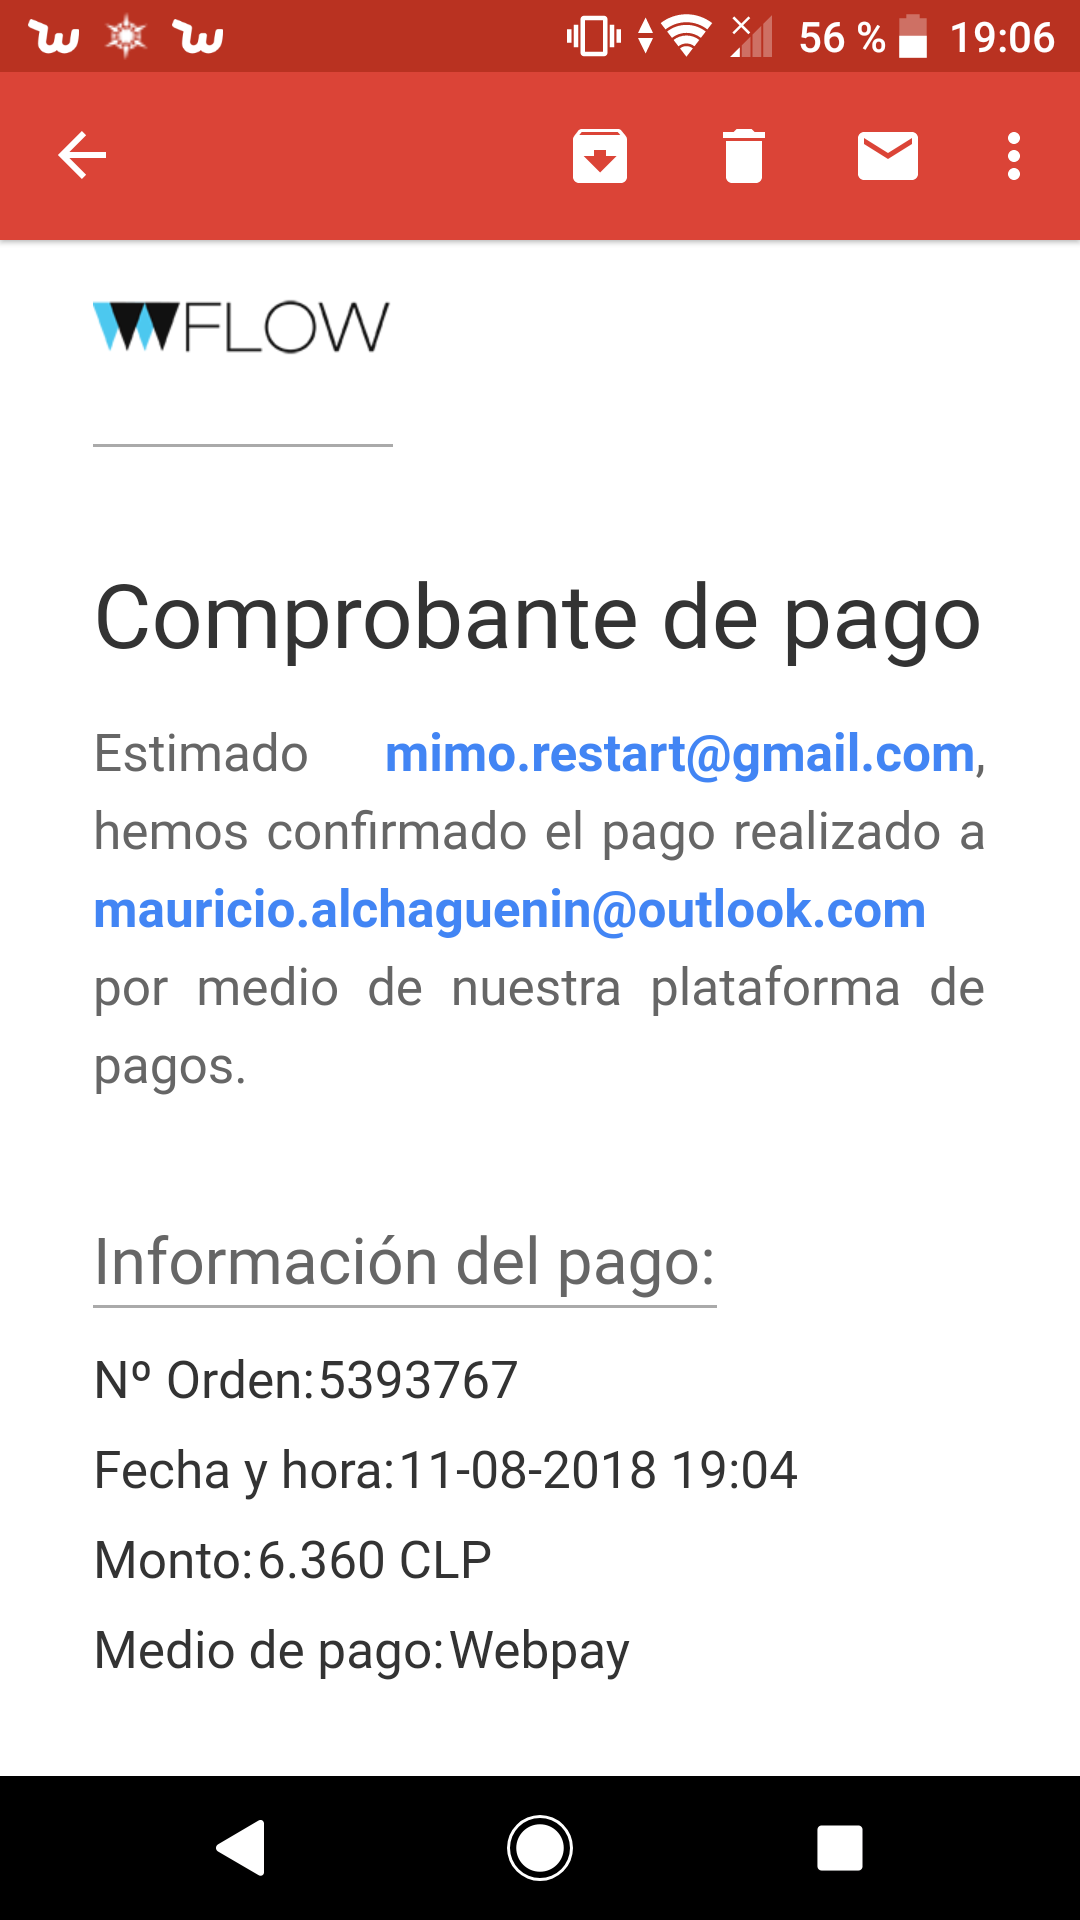 56 % 19:06
FLOW
Comprobante de pago
Estimado mimo.restart@gmail.com,
hemos confirmado el pago realizado a
mauricio.alchaguenin@outlook.com
por medio de nuestra plataforma de
pagos.
Información del pago:
Nº Orden:5393767
Fecha y hora:11-08-2018 19:04
Monto:6.360 CLP
Medio de pago:Webpay